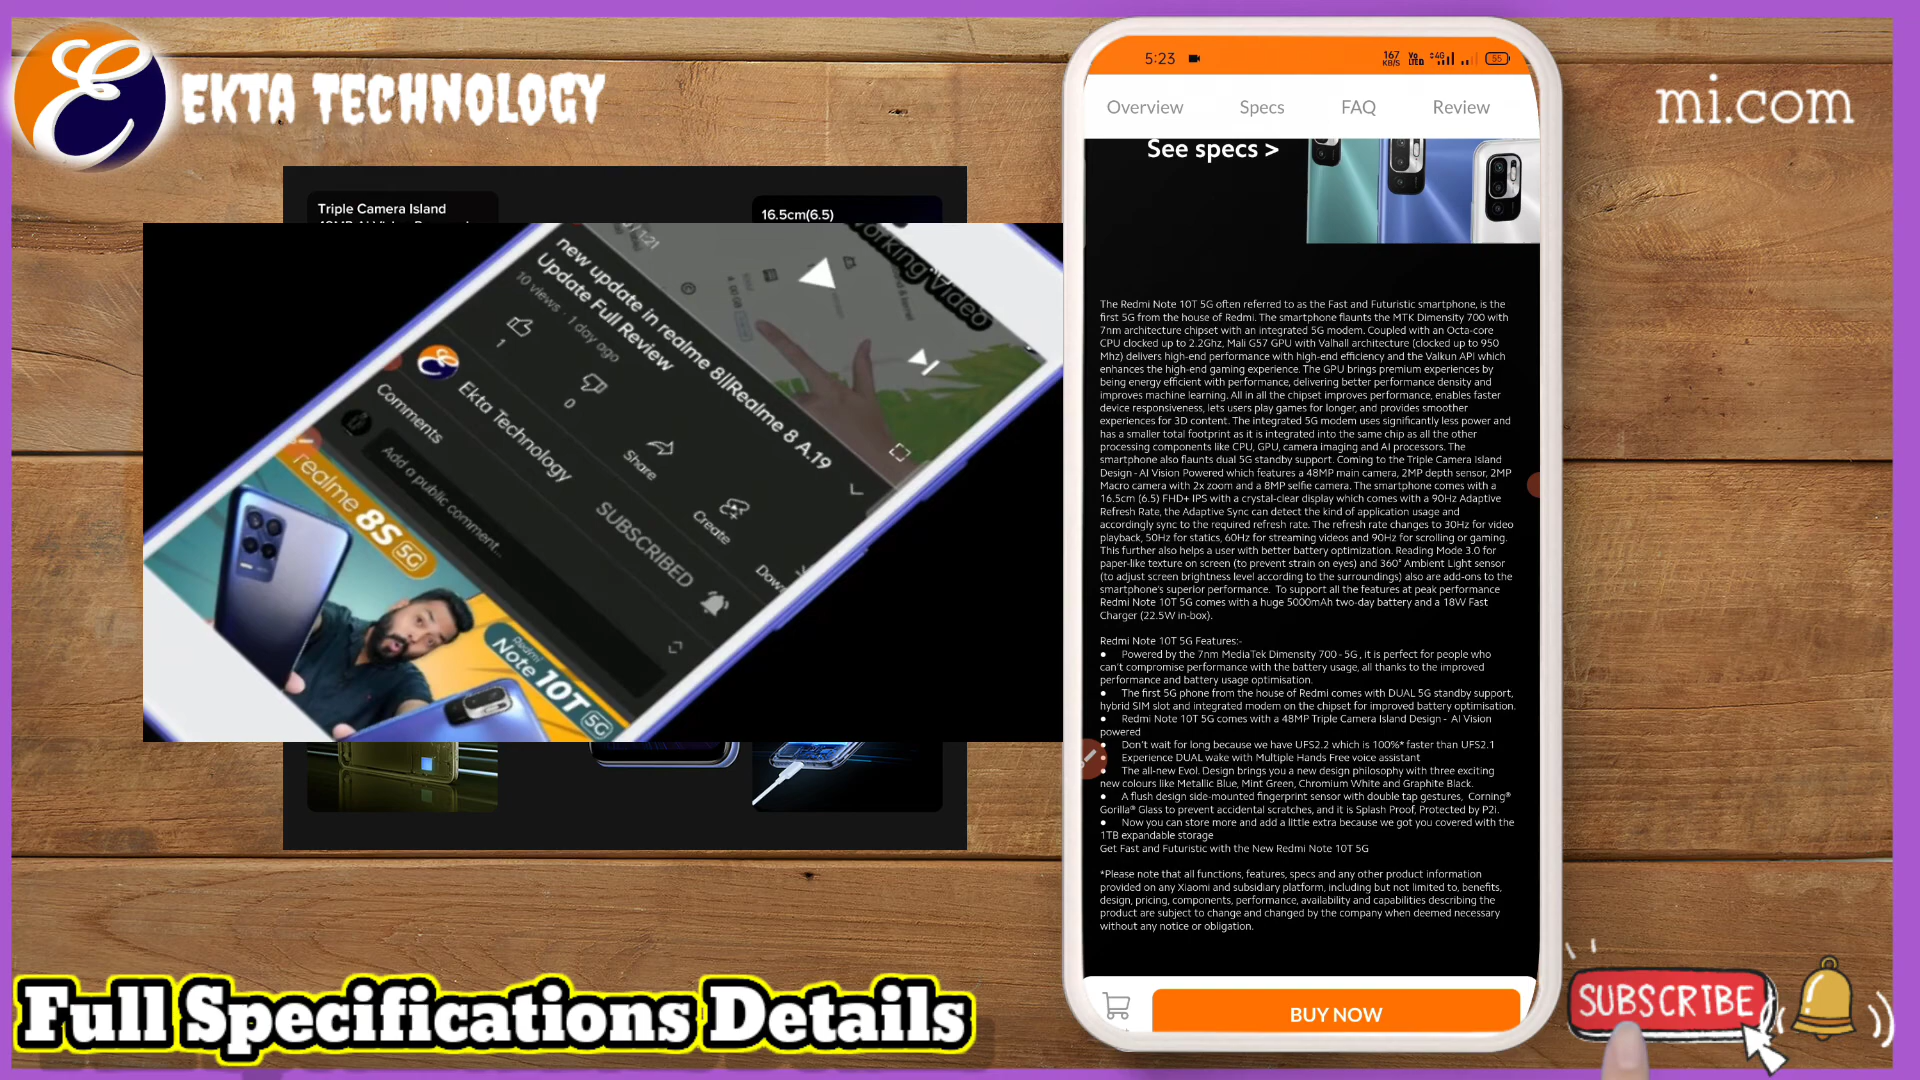 EKTA TECHNOLOGY
mi.com
Triple Camera Island
16.5cm(6.5)
Working Video
new update in realme 8||Realme 8 A.19
Update Full Review
10 views · 1 day ago
1
0
Share
Create
Ekta Technology
SUBSCRIBED
Comments
Add a public comment...
realme
8S 5G
Redmi
Note 10T
5G
5:23
167
KB/S
4G
55
Overview
Specs
FAQ
Review
See specs >
The Redmi Note 10T 5G often referred to as the Fast and Futuristic smartphone, is the
first 5G from the house of Redmi. The smartphone flaunts the MTK Dimensity 700 with
7nm architecture chipset with an integrated 5G modem. Coupled with an Octa-core
CPU clocked up to 2.2Ghz, Mali G57 GPU with Valhall architecture (clocked up to 950
Mhz) delivers high-end performance with high-end efficiency and the Valkun API which
enhances the high-end gaming experience. The GPU brings premium experiences by
being energy efficient with performance, delivering better performance density and
improves machine learning. All in all the chipset improves performance, enables faster
device responsiveness, lets users play games for longer, and provides smoother
experiences for 3D content. The integrated 5G modem uses significantly less power and
has a smaller total footprint as it is integrated into the same chip as all the other
processing components like CPU, GPU, camera imaging and AI processors. The
smartphone also flaunts dual 5G standby support. Coming to the Triple Camera Island
Design - AI Vision Powered which features a 48MP main camera, 2MP depth sensor, 2MP
Macro camera with 2x zoom and a 8MP selfie camera. The smartphone comes with a
16.5cm (6.5) FHD+ IPS with a crystal-clear display which comes with a 90Hz Adaptive
Refresh Rate, the Adaptive Sync can detect the kind of application usage and
accordingly sync to the required refresh rate. The refresh rate changes to 30Hz for video
playback, 50Hz for statics, 60Hz for streaming videos and 90Hz for scrolling or gaming.
This further also helps a user with better battery optimization. Reading Mode 3.0 for
paper-like texture on screen (to prevent strain on eyes) and 360° Ambient Light sensor
(to adjust screen brightness level according to the surroundings) also are add-ons to the
smartphone's superior performance. To support all the features at peak performance
Redmi Note 10T 5G comes with a huge 5000mAh two-day battery and a 18W Fast
Charger (22.5W in-box).
Redmi Note 10T 5G Features:-
● Powered by the 7nm MediaTek Dimensity 700 - 5G , it is perfect for people who
can't compromise performance with the battery usage, all thanks to the improved
performance and battery usage optimisation.
● The first 5G phone from the house of Redmi comes with DUAL 5G standby support,
hybrid SIM slot and integrated modem on the chipset for improved battery optimisation.
● Redmi Note 10T 5G comes with a 48MP Triple Camera Island Design - AI Vision
powered
● Don't wait for long because we have UFS2.2 which is 100%* faster than UFS2.1
● Experience DUAL wake with Multiple Hands Free voice assistant
● The all-new Evol. Design brings you a new design philosophy with three exciting
new colours like Metallic Blue, Mint Green, Chromium White and Graphite Black.
● A flush design side-mounted fingerprint sensor with double tap gestures, Corning®
Gorilla® Glass to prevent accidental scratches, and it is Splash Proof, Protected by P2i.
● Now you can store more and add a little extra because we got you covered with the
1TB expandable storage
Get Fast and Futuristic with the New Redmi Note 10T 5G
*Please note that all functions, features, specs and any other product information
provided on any Xiaomi and subsidiary platform, including but not limited to, benefits,
design, pricing, components, performance, availability and capabilities describing the
product are subject to change and changed by the company when deemed necessary
without any notice or obligation.
BUY NOW
Full Specifications Details
SUBSCRIBE